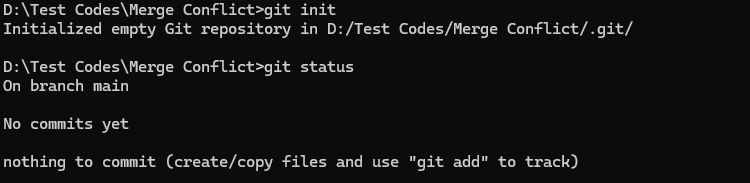 D:\Test Codes\Merge Conflict>git init
Initialized empty Git repository in D:/Test Codes/Merge Conflict/.git/
D:\Test Codes\Merge Conflict>git status
On branch main
No commits yet
nothing to commit (create/copy files and use "git add" to track)